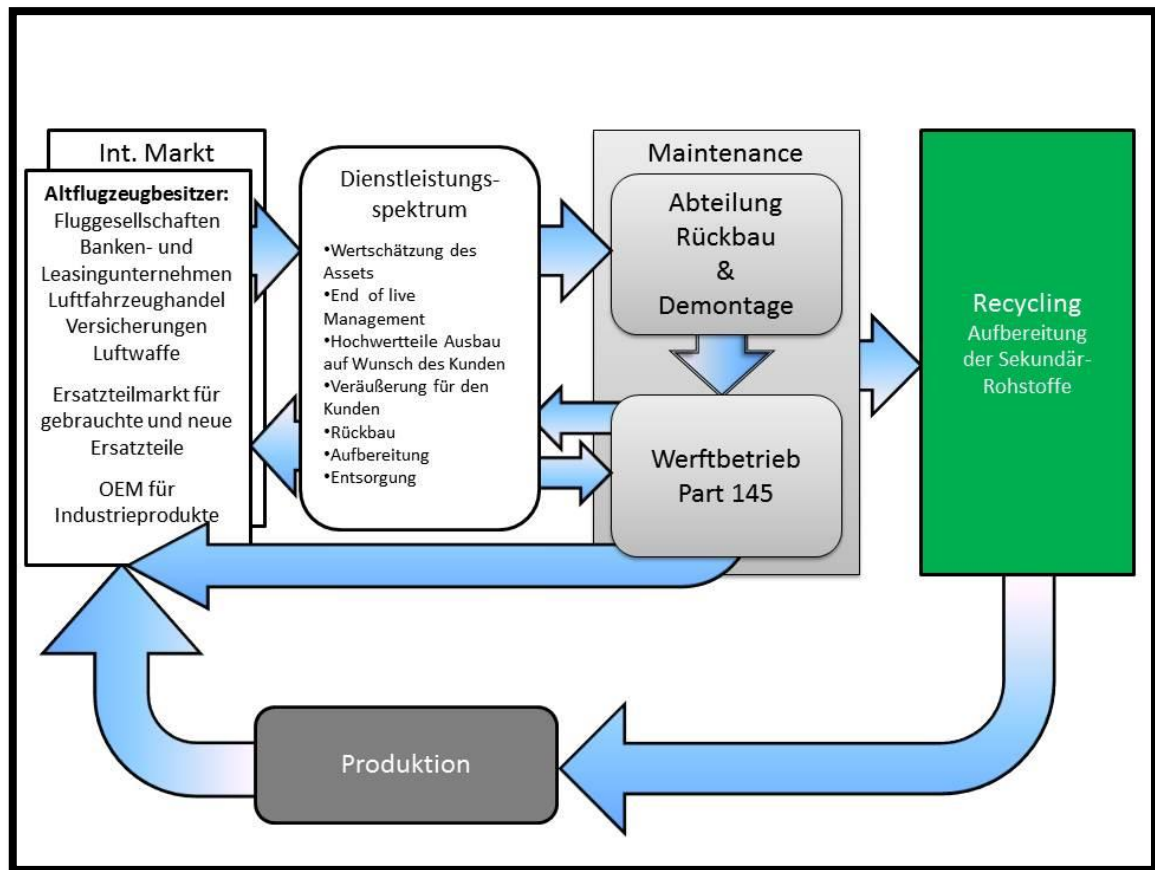 Int. Markt
Altflugzeugbesitzer:
Fluggesellschaften
Banken- und
Leasingunternehmen
Luftfahrzeughandel
Versicherungen
Luftwaffe
Ersatzteilmarkt für
gebrauchte und neue
Ersatzteile
OEM für
Industrieprodukte
Dienstleistungs-
spektrum
•Wertschätzung des
Assets
•End of live
Management
•Hochwertteile Ausbau
auf Wunsch des Kunden
•Veräußerung für den
Kunden
•Rückbau
•Aufbereitung
•Entsorgung
Maintenance
Abteilung
Rückbau
&
Demontage
Werftbetrieb
Part 145
Recycling
Aufbereitung
der Sekundär-
Rohstoffe
Produktion